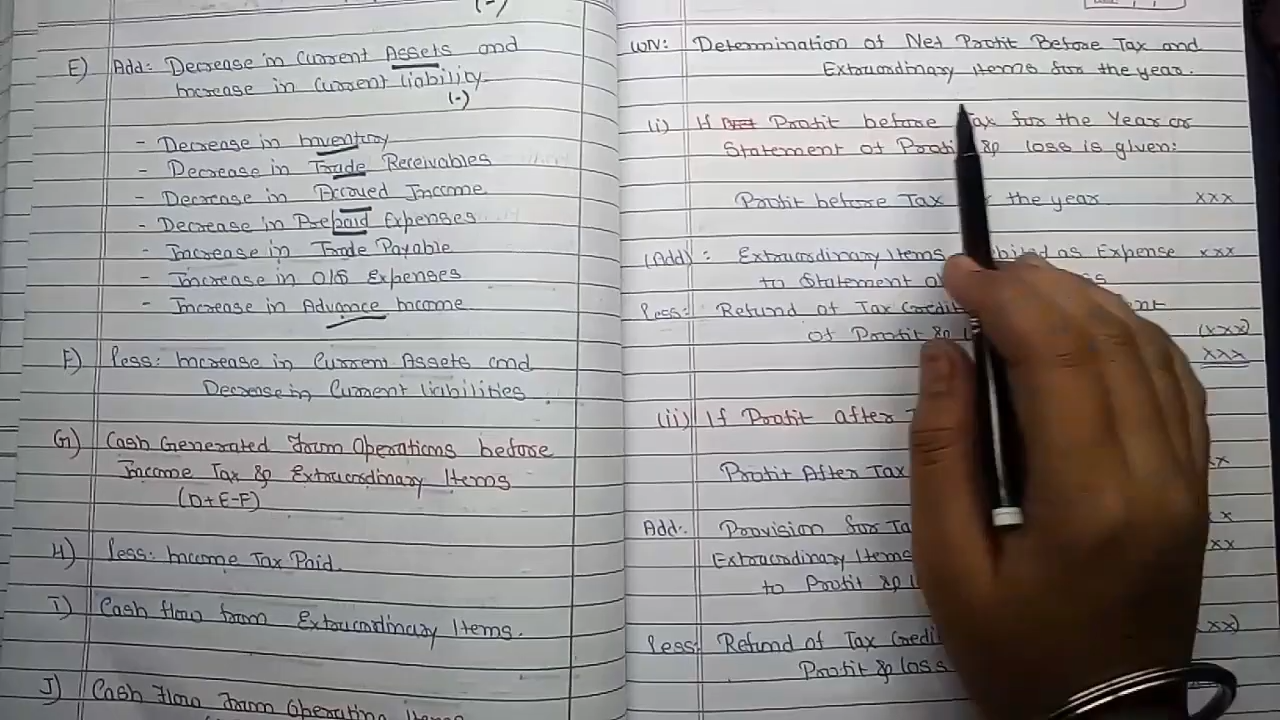 (-)
E) Add: Decrease in Current Assets and
Increase in Current liability
(-)
- Decrease in Inventory
- Decrease in Trade Receivables
- Decrease in Accrued Income
- Decrease in Prepaid Expenses
- Increase in Trade Payable
- Increase in O/S Expenses
- Increase in Advance Income
F) less: Increase in Current Assets and
Decrease in Current liabilities.
G) Cash Generated from Operations before
Income Tax & Extraordinary Items
(D+E-F)
H) less: Income Tax Paid.
I) Cash flow from Extraordinary Items.
J) Cash Flow from Operating Items
WN: Determination of Net Profit Before Tax and
Extraordinary items for the year.
(i) If Profit before Tax for the Year or
Statement of Profit & loss is given:
Profit before Tax the year xxx
(Add): Extraordinary Items as Expense xxx
to Statement
less: Refund of Tax Credit
of Profit & (xxx)
xxx
(ii) If Profit after
Profit After Tax xx
Add: Provision for x
Extraordinary Items xx
to Profit &
less: Refund of Tax xx)
Profit & loss